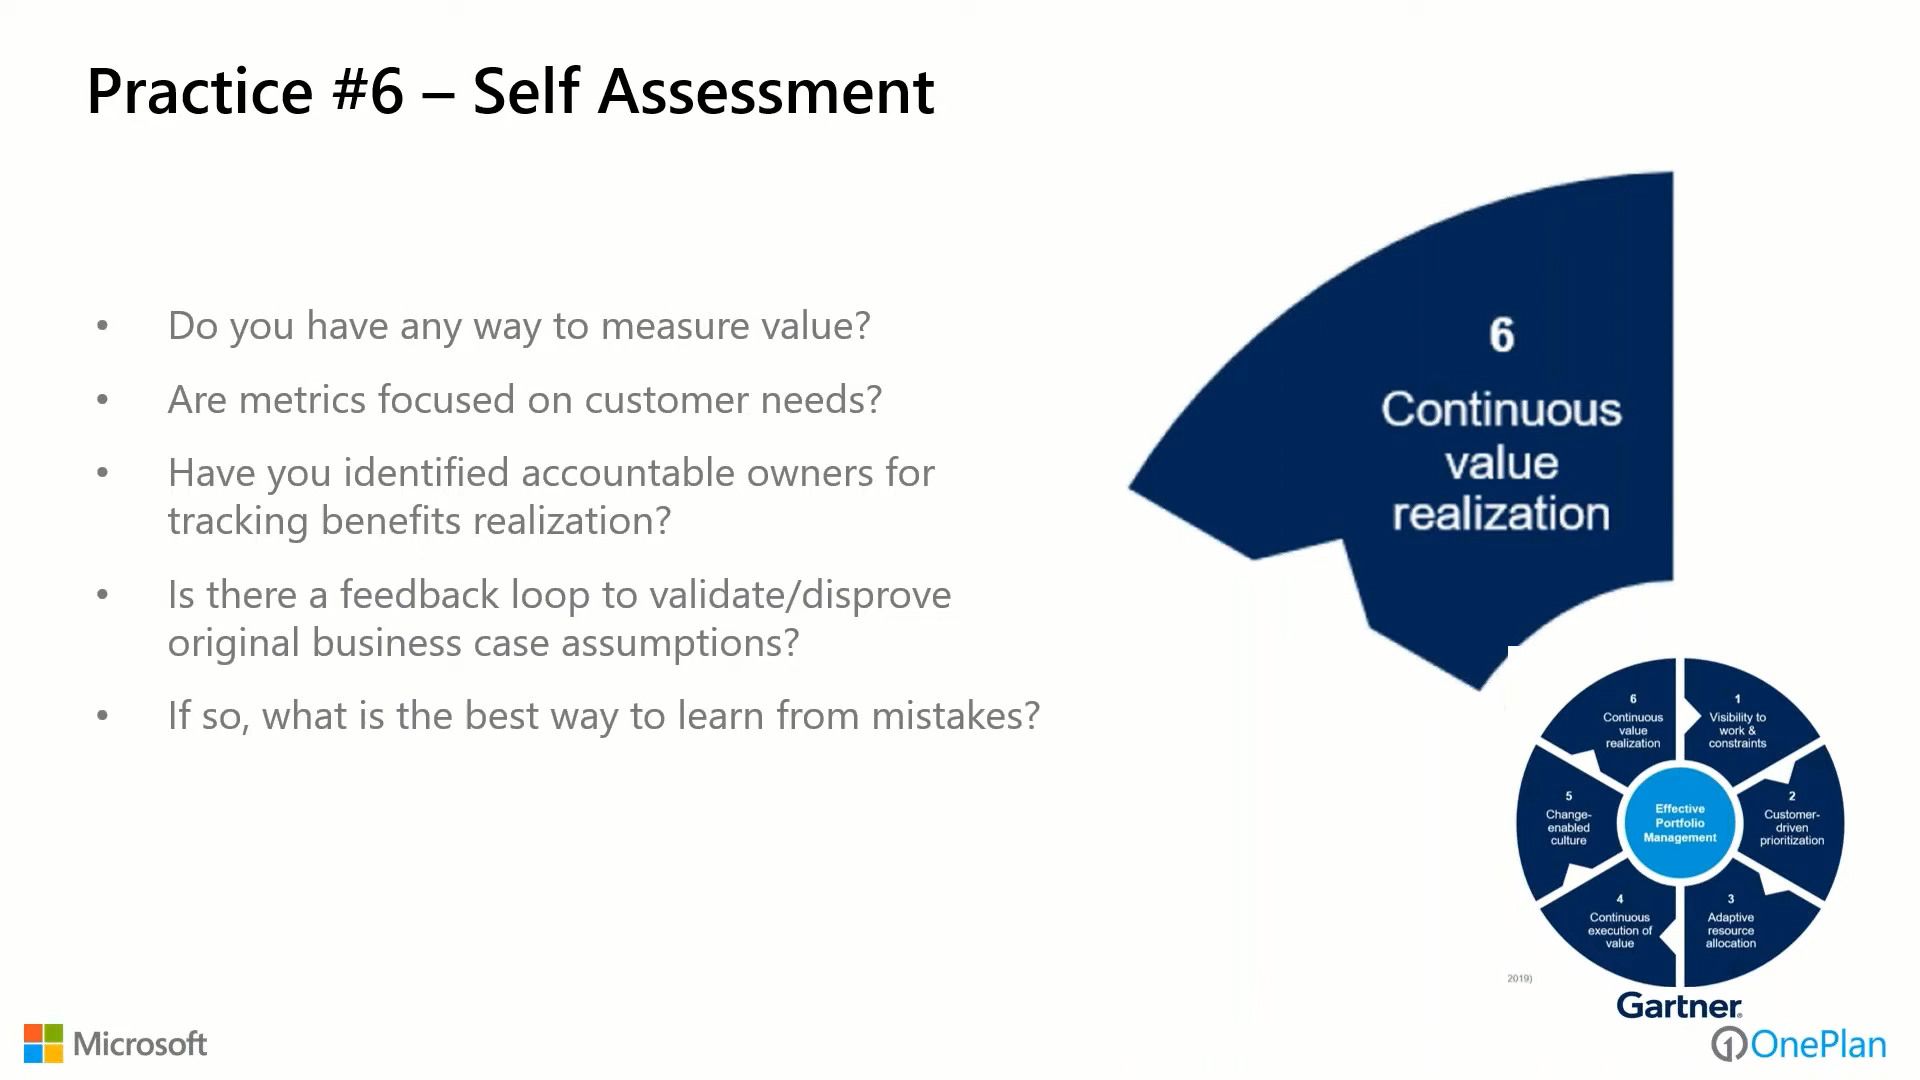 Practice #6 – Self Assessment
• Do you have any way to measure value?
• Are metrics focused on customer needs?
• Have you identified accountable owners for
tracking benefits realization?
• Is there a feedback loop to validate/disprove
original business case assumptions?
• If so, what is the best way to learn from mistakes?
6
Continuous
value
realization
6
Continuous
value
realization
1
Visibility to
work &
constraints
2
Customer-
driven
prioritization
3
Adaptive
resource
allocation
4
Continuous
execution of
value
5
Change-
enabled
culture
Effective
Portfolio
Management
2019)
Gartner®
Microsoft
OnePlan